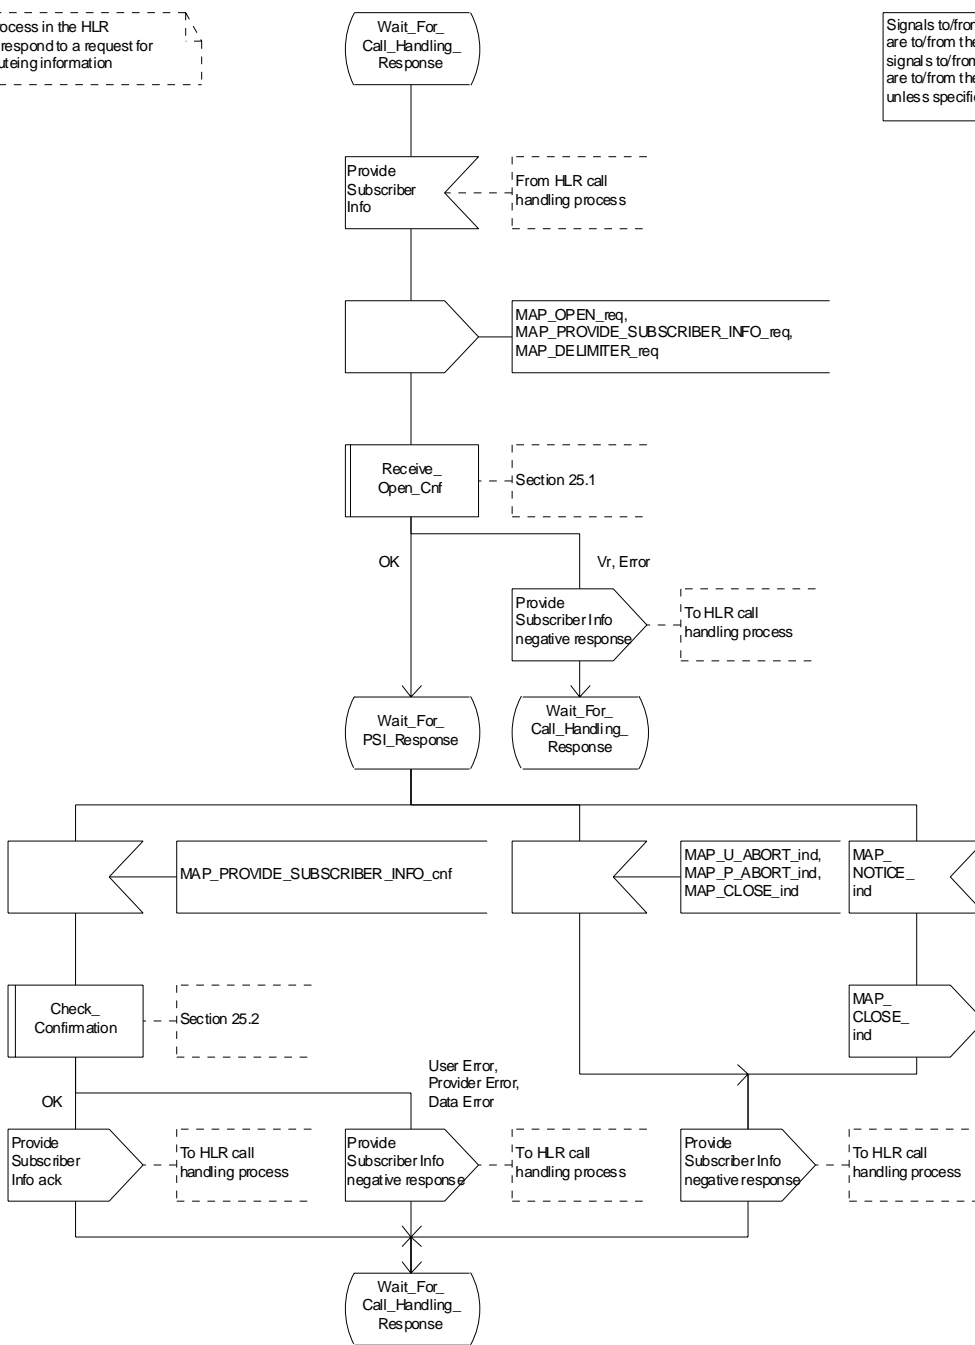 ocess in the HLR
respond to a request for
uteing information
Wait_For_
Call_Handling_
Response
Signals to/from
are to/from the
signals to/from
are to/from the
unless specifie
Provide
Subscriber
Info
From HLR call
handling process
MAP_OPEN_req,
MAP_PROVIDE_SUBSCRIBER_INFO_req,
MAP_DELIMITER_req
Receive_
Open_Cnf
Section 25.1
OK
Vr, Error
Provide
Subscriber Info
negative response
To HLR call
handling process
Wait_For_
PSI_Response
Wait_For_
Call_Handling_
Response
MAP_PROVIDE_SUBSCRIBER_INFO_cnf
MAP_U_ABORT_ind,
MAP_P_ABORT_ind,
MAP_CLOSE_ind
MAP_
NOTICE_
ind
Check_
Confirmation
Section 25.2
MAP_
CLOSE_
ind
OK
User Error,
Provider Error,
Data Error
Provide
Subscriber
Info ack
To HLR call
handling process
Provide
Subscriber Info
negative response
To HLR call
handling process
Provide
Subscriber Info
negative response
To HLR call
handling process
Wait_For_
Call_Handling_
Response